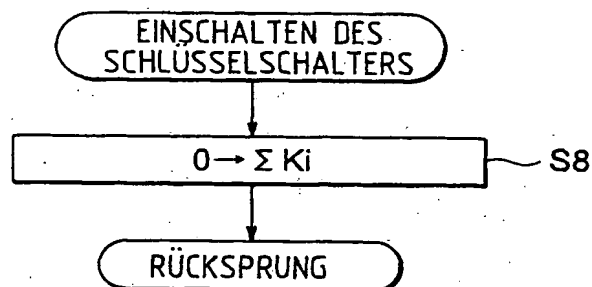 EINSCHALTEN DES
SCHLÜSSELSCHALTERS
0→ Σ Ki
S8
RÜCKSPRUNG